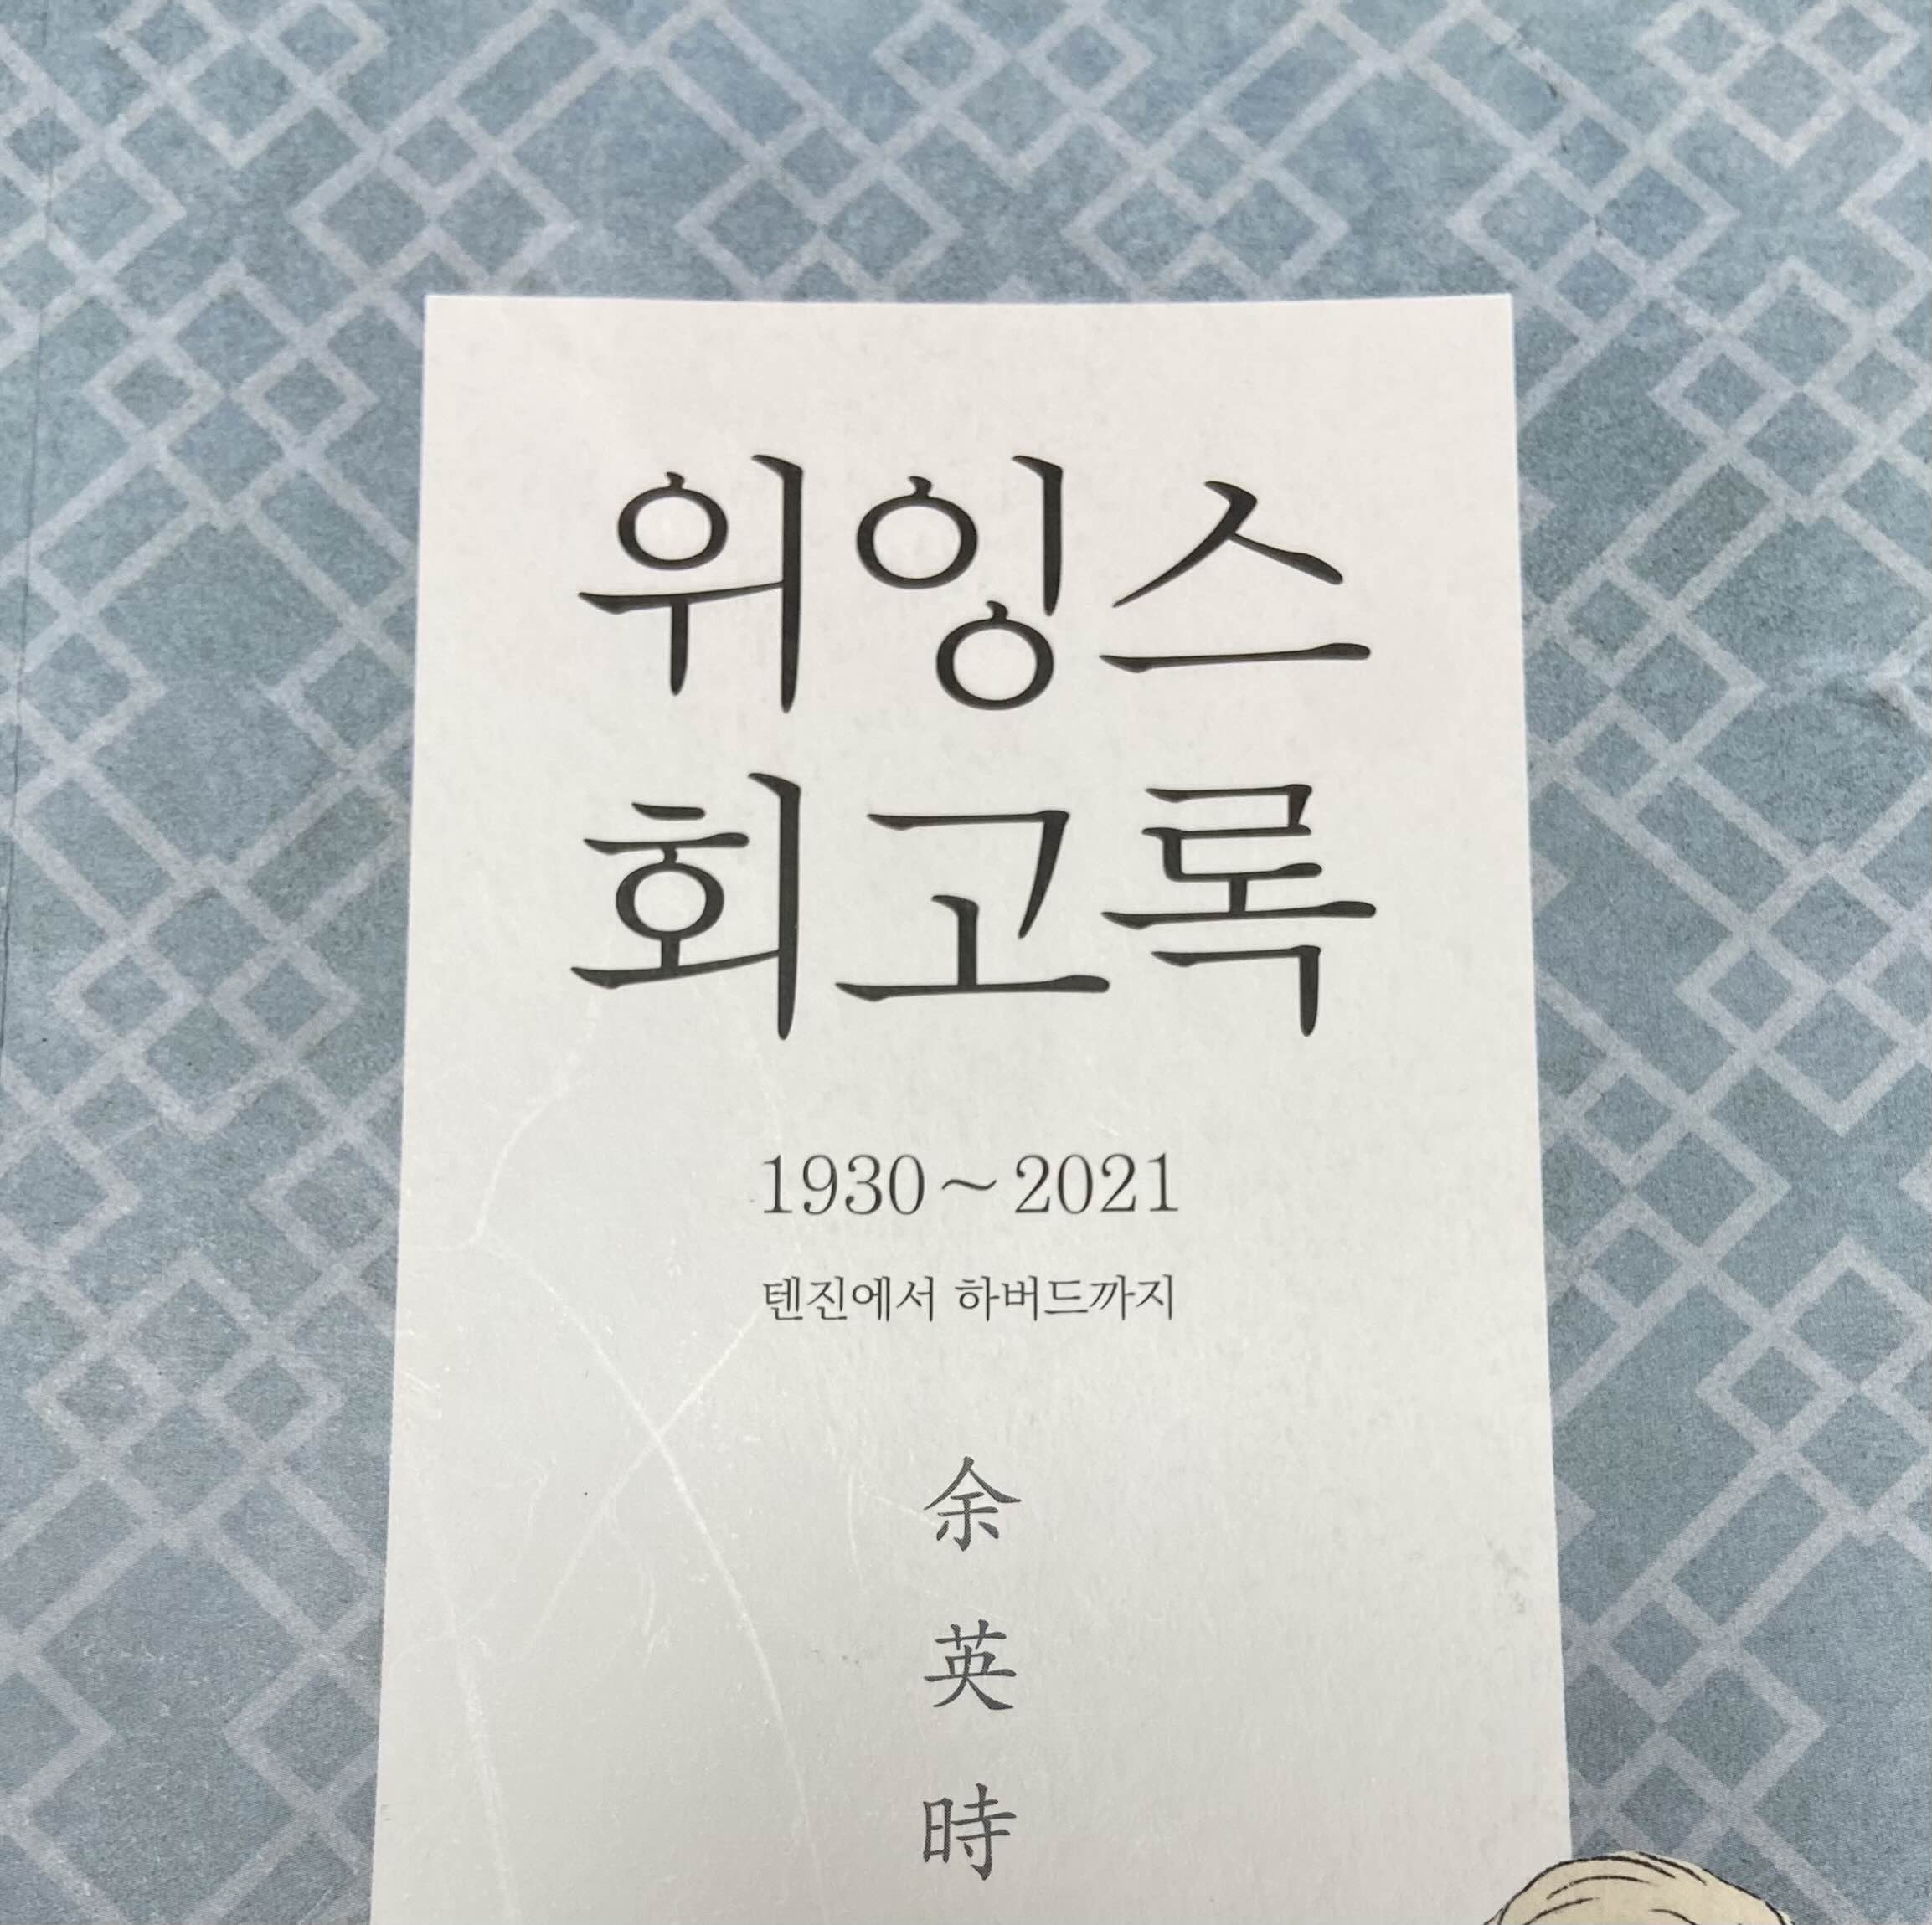 위잉스
회고록
1930~2021
톈진에서 하버드까지
余
英
時